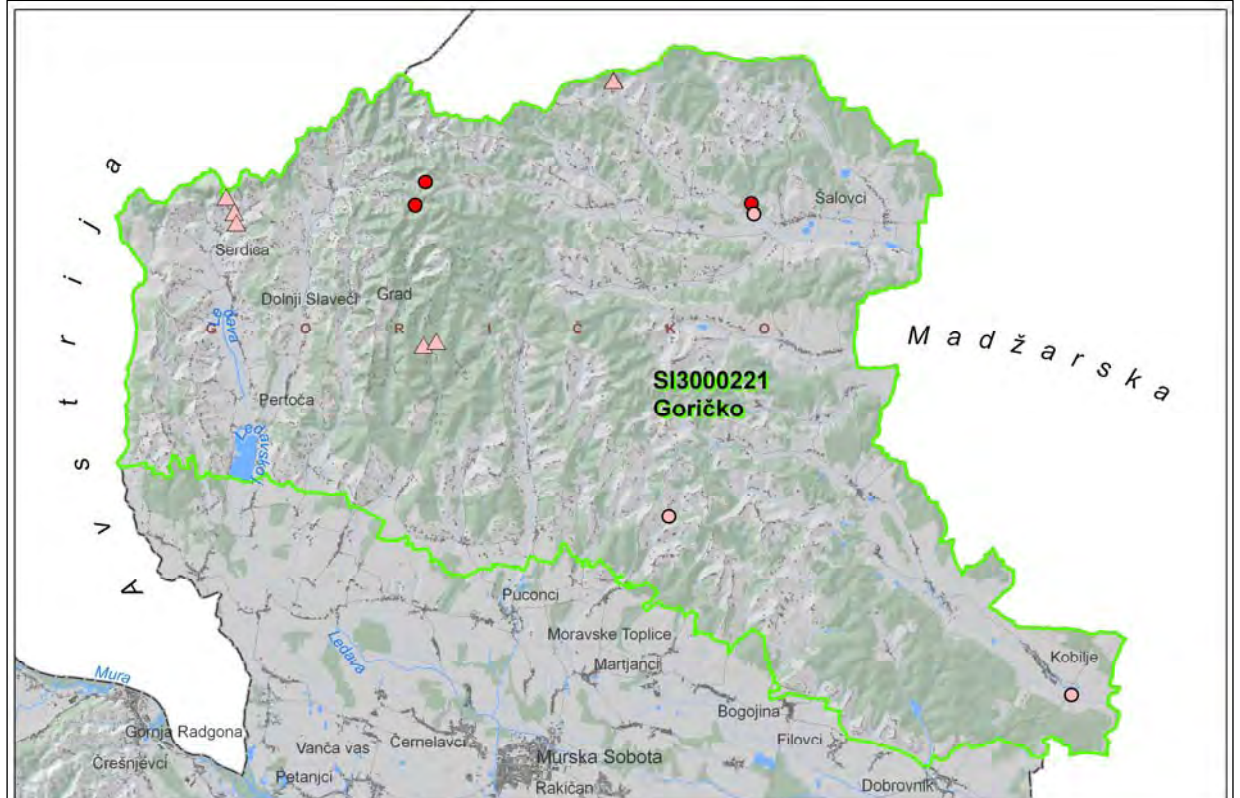 Šalovci
Serdica
Dolnji Slaveči
Grad
Ledava
GORIČKO
Avstrija
Madžarska
SI3000221
Goričko
Pertoča
Puconci
Moravske Toplice
Ledava
Martjanci
Kobilje
Mura
Bogojina
Gornja Radgona
Vanča vas
Černelavci
Filovci
Črešnjevci
Murska Sobota
Petanjci
Rakičan
Dobrovnik